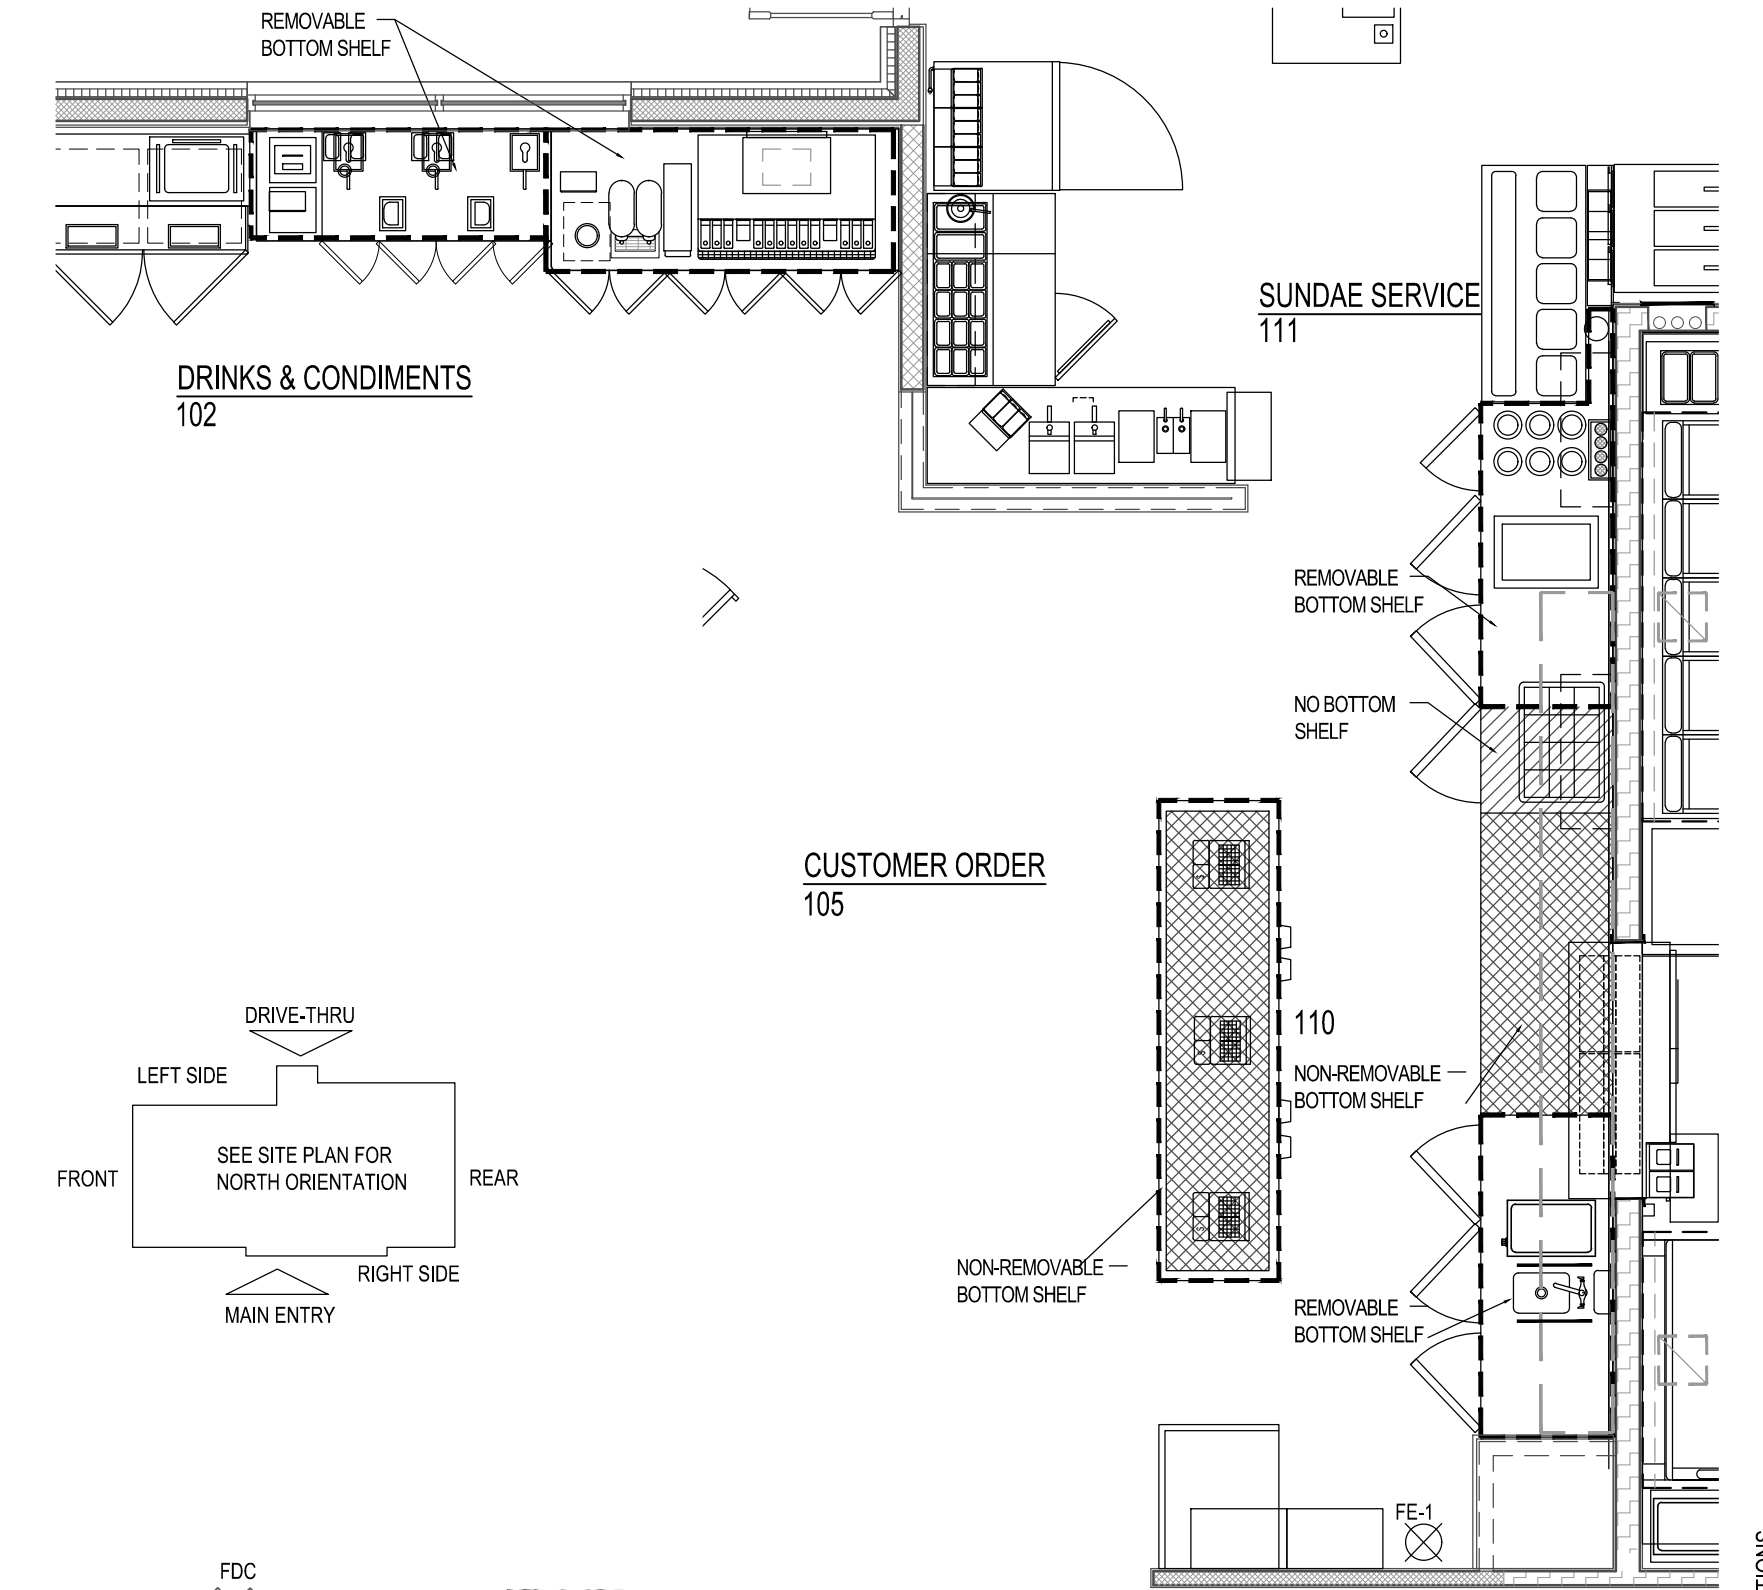 REMOVABLE
BOTTOM SHELF
SUNDAE SERVICE
111
DRINKS & CONDIMENTS
102
REMOVABLE
BOTTOM SHELF
NO BOTTOM
SHELF
CUSTOMER ORDER
105
110
NON-REMOVABLE
BOTTOM SHELF
DRIVE-THRU
LEFT SIDE
SEE SITE PLAN FOR
NORTH ORIENTATION
FRONT
REAR
RIGHT SIDE
MAIN ENTRY
NON-REMOVABLE
BOTTOM SHELF
REMOVABLE
BOTTOM SHELF
FE-1
FDC